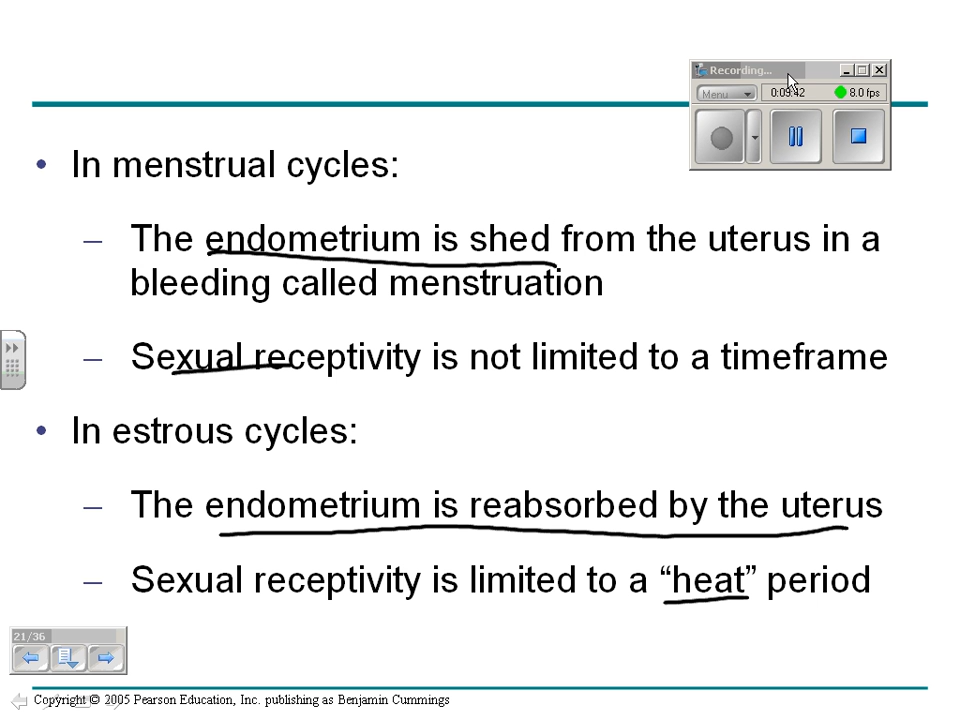 Recording...
Menu
0:09:42
8.0 fps
• In menstrual cycles:
– The endometrium is shed from the uterus in a
bleeding called menstruation
– Sexual receptivity is not limited to a timeframe
• In estrous cycles:
– The endometrium is reabsorbed by the uterus
– Sexual receptivity is limited to a “heat” period
21/36
Copyright © 2005 Pearson Education, Inc. publishing as Benjamin Cummings